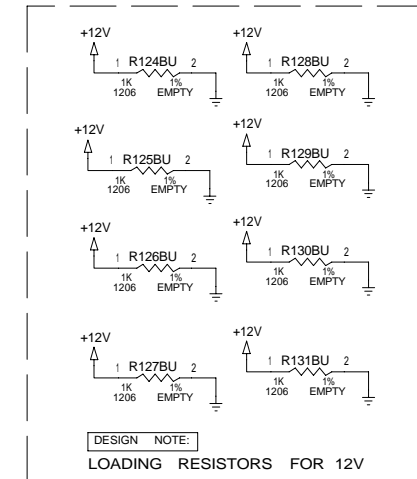 +12V
1 R124BU 2
1K 1%
1206 EMPTY
+12V
1 R128BU 2
1K 1%
1206 EMPTY
+12V
1 R125BU 2
1K 1%
1206 EMPTY
+12V
1 R129BU 2
1K 1%
1206 EMPTY
+12V
1 R126BU 2
1K 1%
1206 EMPTY
+12V
1 R130BU 2
1K 1%
1206 EMPTY
+12V
1 R127BU 2
1K 1%
1206 EMPTY
+12V
1 R131BU 2
1K 1%
1206 EMPTY
DESIGN NOTE:
LOADING RESISTORS FOR 12V